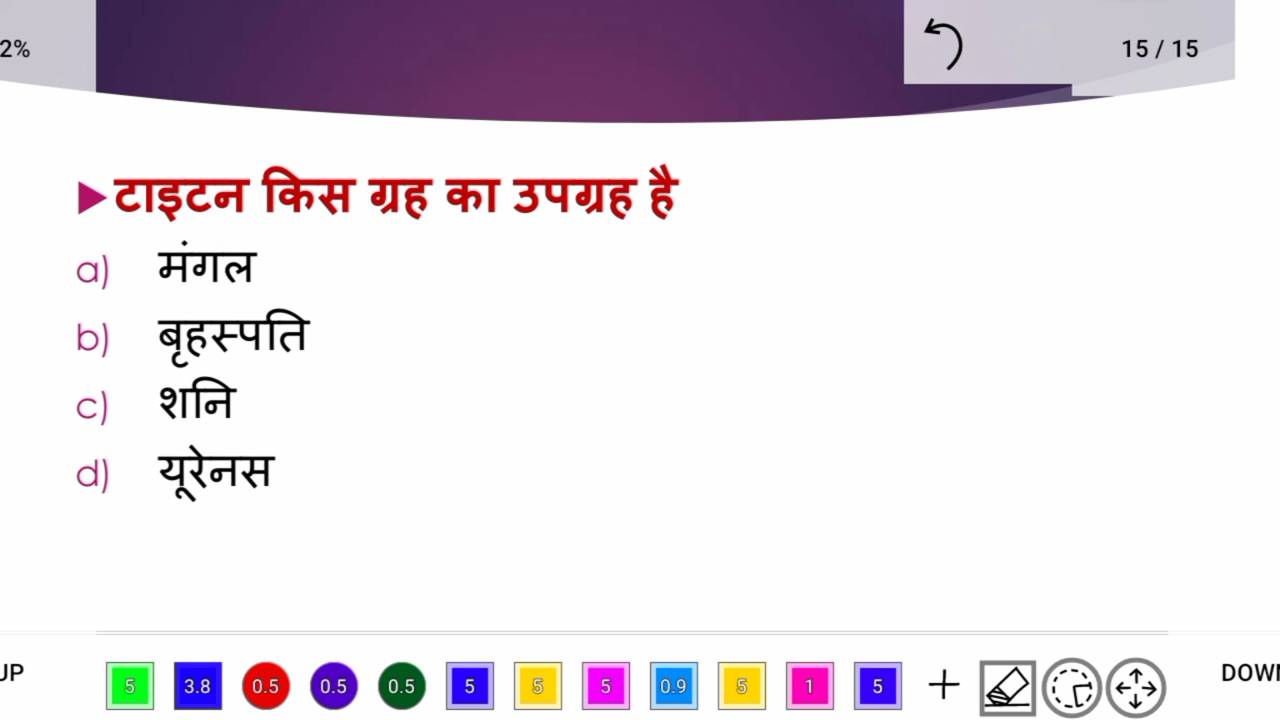 2%
15 / 15
टाइटन किस ग्रह का उपग्रह है
a) मंगल
b) बृहस्पति
c) शनि
d) यूरेनस
UP 5 3.8 0.5 0.5 0.5 5 5 5 0.9 5 1 5 DOWN